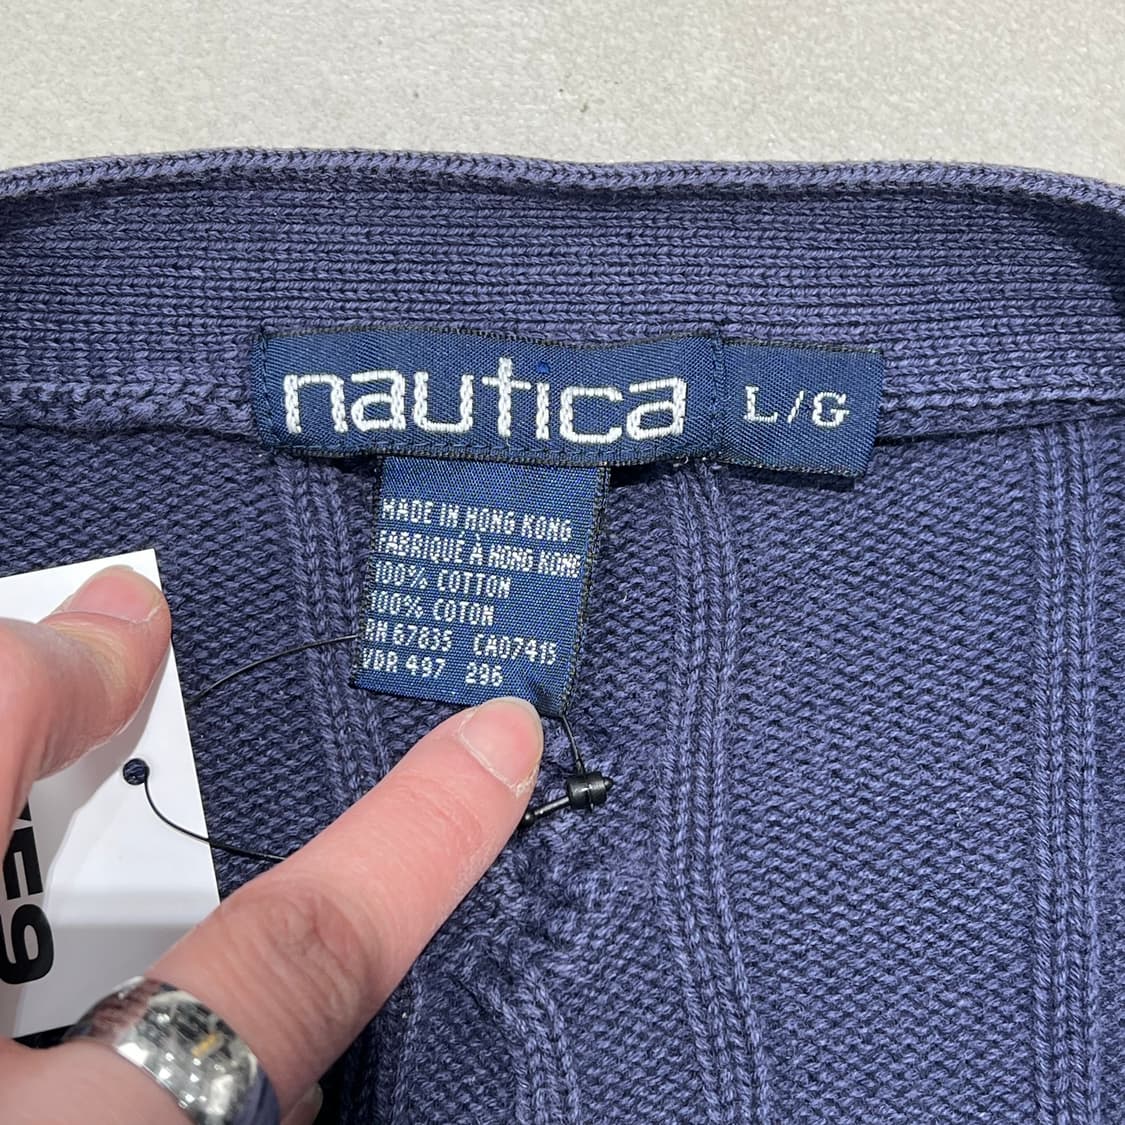 nautica L/G
MADE IN HONG KONG
FABRIQUÉ À HONG KONG
100% COTTON
100% COTON
RN 67835 CA07415
VDR 497 296